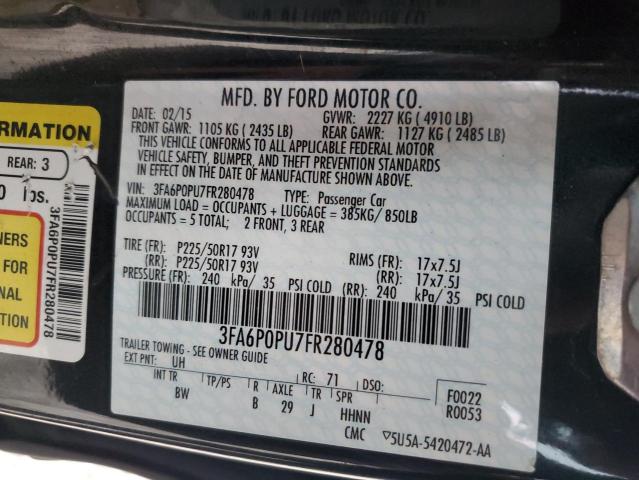 MFD. BY FORD MOTOR CO.
DATE: 02/15 GVWR: 2227 KG ( 4910 LB)
FRONT GAWR: 1105 KG ( 2435 LB) REAR GAWR: 1127 KG ( 2485 LB)
THIS VEHICLE CONFORMS TO ALL APPLICABLE FEDERAL MOTOR
VEHICLE SAFETY, BUMPER, AND THEFT PREVENTION STANDARDS
IN EFFECT ON THE DATE OF MANUFACTURE SHOWN ABOVE.
VIN: 3FA6P0PU7FR280478 TYPE: Passenger Car
MAXIMUM LOAD = OCCUPANTS + LUGGAGE = 385KG/ 850LB
OCCUPANTS = 5 TOTAL; 2 FRONT, 3 REAR
TIRE (FR): P225/50R17 93V RIMS (FR): 17x7.5J
(RR): P225/50R17 93V (RR): 17x7.5J
PRESSURE (FR): 240 kPa/ 35 PSI COLD (RR): 240 kPa/ 35 PSI COLD
3FA6P0PU7FR280478
TRAILER TOWING - SEE OWNER GUIDE
EXT PNT: UH RC: 71 DSO:
INT TR TP/PS R AXLE TR SPR F0022
BW B 29 J HHNN R0053
CMC 5U5A-5420472-AA
ORMATION
REAR: 3
0 lbs.
NERS
FOR
NAL
ION
3FA6P0PU7FR280478